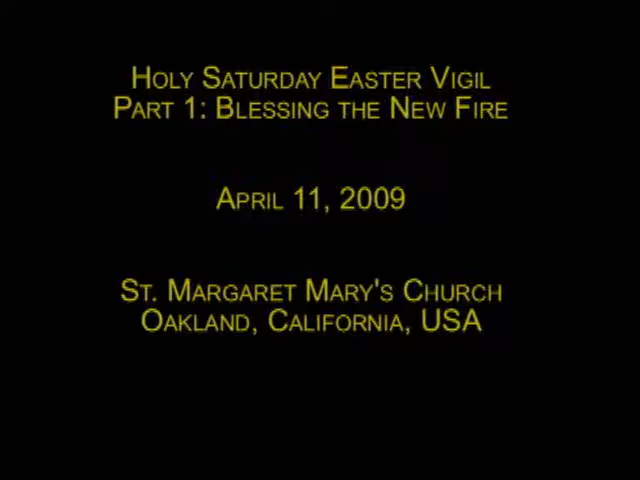 Holy Saturday Easter Vigil
Part 1: Blessing the New Fire
April 11, 2009
St. Margaret Mary's Church
Oakland, California, USA